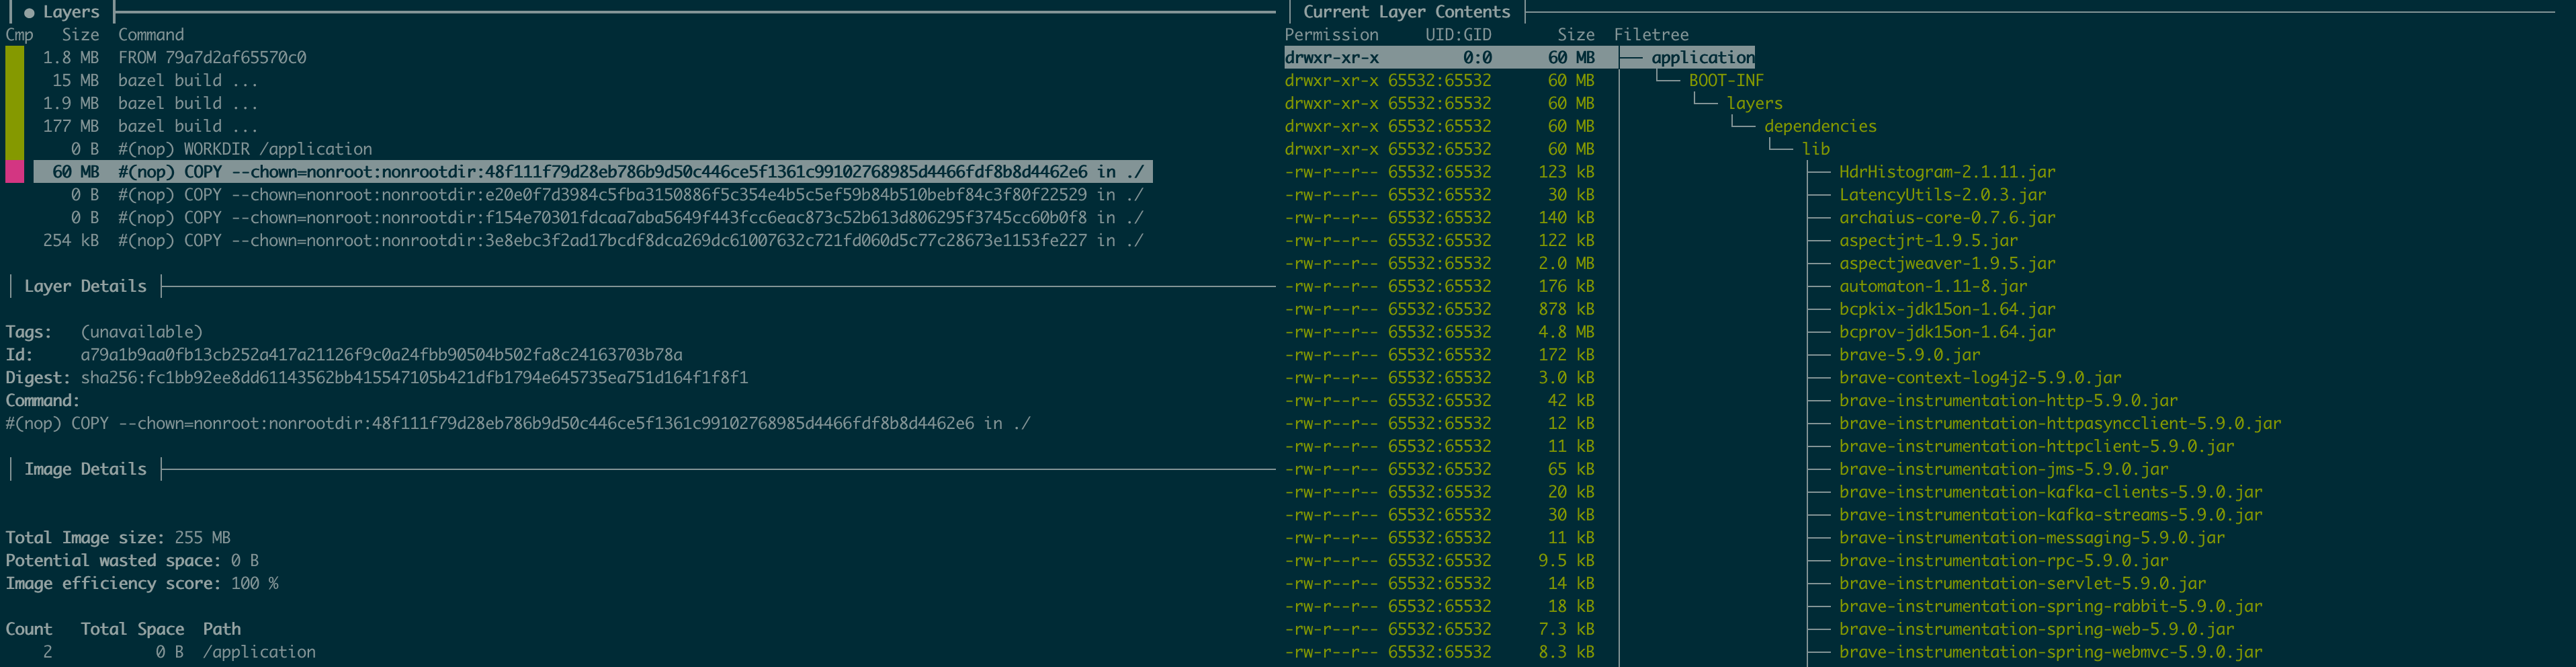 ● Layers
Cmp Size Command
1.8 MB FROM 79a7d2af65570c0
15 MB bazel build ...
1.9 MB bazel build ...
177 MB bazel build ...
0 B #(nop) WORKDIR /application
60 MB #(nop) COPY --chown=nonroot:nonrootdir:48f111f79d28eb786b9d50c446ce5f1361c99102768985d4466fdf8b8d4462e6 in ./
0 B #(nop) COPY --chown=nonroot:nonrootdir:e20e0f7d3984c5fba3150886f5c354e4b5c5ef59b84b510bebf84c3f80f22529 in ./
0 B #(nop) COPY --chown=nonroot:nonrootdir:f154e70301fdcaa7aba5649f443fcc6eac873c52b613d806295f3745cc60b0f8 in ./
254 kB #(nop) COPY --chown=nonroot:nonrootdir:3e8ebc3f2ad17bcdf8dca269dc61007632c721fd060d5c77c28673e1153fe227 in ./
Layer Details
Tags: (unavailable)
Id: a79a1b9aa0fb13cb252a417a21126f9c0a24fbb90504b502fa8c24163703b78a
Digest: sha256:fc1bb92ee8dd61143562bb415547105b421dfb1794e645735ea751d164f1f8f1
Command:
#(nop) COPY --chown=nonroot:nonrootdir:48f111f79d28eb786b9d50c446ce5f1361c99102768985d4466fdf8b8d4462e6 in ./
Image Details
Total Image size: 255 MB
Potential wasted space: 0 B
Image efficiency score: 100 %
Count Total Space Path
2 0 B /application
Current Layer Contents
Permission UID:GID Size Filetree
drwxr-xr-x 0:0 60 MB application
drwxr-xr-x 65532:65532 60 MB BOOT-INF
drwxr-xr-x 65532:65532 60 MB layers
drwxr-xr-x 65532:65532 60 MB dependencies
drwxr-xr-x 65532:65532 60 MB lib
-rw-r--r-- 65532:65532 123 kB HdrHistogram-2.1.11.jar
-rw-r--r-- 65532:65532 30 kB LatencyUtils-2.0.3.jar
-rw-r--r-- 65532:65532 140 kB archaius-core-0.7.6.jar
-rw-r--r-- 65532:65532 122 kB aspectjrt-1.9.5.jar
-rw-r--r-- 65532:65532 2.0 MB aspectjweaver-1.9.5.jar
-rw-r--r-- 65532:65532 176 kB automaton-1.11-8.jar
-rw-r--r-- 65532:65532 878 kB bcpkix-jdk15on-1.64.jar
-rw-r--r-- 65532:65532 4.8 MB bcprov-jdk15on-1.64.jar
-rw-r--r-- 65532:65532 172 kB brave-5.9.0.jar
-rw-r--r-- 65532:65532 3.0 kB brave-context-log4j2-5.9.0.jar
-rw-r--r-- 65532:65532 42 kB brave-instrumentation-http-5.9.0.jar
-rw-r--r-- 65532:65532 12 kB brave-instrumentation-httpasyncclient-5.9.0.jar
-rw-r--r-- 65532:65532 11 kB brave-instrumentation-httpclient-5.9.0.jar
-rw-r--r-- 65532:65532 65 kB brave-instrumentation-jms-5.9.0.jar
-rw-r--r-- 65532:65532 20 kB brave-instrumentation-kafka-clients-5.9.0.jar
-rw-r--r-- 65532:65532 30 kB brave-instrumentation-kafka-streams-5.9.0.jar
-rw-r--r-- 65532:65532 11 kB brave-instrumentation-messaging-5.9.0.jar
-rw-r--r-- 65532:65532 9.5 kB brave-instrumentation-rpc-5.9.0.jar
-rw-r--r-- 65532:65532 14 kB brave-instrumentation-servlet-5.9.0.jar
-rw-r--r-- 65532:65532 18 kB brave-instrumentation-spring-rabbit-5.9.0.jar
-rw-r--r-- 65532:65532 7.3 kB brave-instrumentation-spring-web-5.9.0.jar
-rw-r--r-- 65532:65532 8.3 kB brave-instrumentation-spring-webmvc-5.9.0.jar